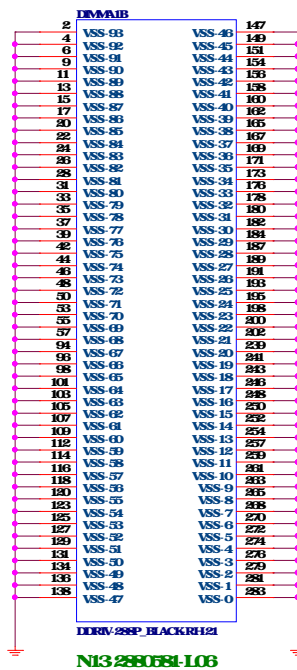 DIMMA1B
2 VSS-93 VSS-46 147
4 VSS-92 VSS-45 149
6 VSS-91 VSS-44 151
9 VSS-90 VSS-43 154
11 VSS-89 VSS-42 156
13 VSS-88 VSS-41 158
15 VSS-87 VSS-40 160
17 VSS-86 VSS-39 162
20 VSS-85 VSS-38 165
22 VSS-84 VSS-37 167
24 VSS-83 VSS-36 169
26 VSS-82 VSS-35 171
28 VSS-81 VSS-34 173
31 VSS-80 VSS-33 176
33 VSS-79 VSS-32 178
35 VSS-78 VSS-31 180
37 VSS-77 VSS-30 182
39 VSS-76 VSS-29 184
42 VSS-75 VSS-28 187
44 VSS-74 VSS-27 189
46 VSS-73 VSS-26 191
48 VSS-72 VSS-25 193
50 VSS-71 VSS-24 195
53 VSS-70 VSS-23 198
55 VSS-69 VSS-22 200
57 VSS-68 VSS-21 202
94 VSS-67 VSS-20 239
96 VSS-66 VSS-19 241
98 VSS-65 VSS-18 243
101 VSS-64 VSS-17 246
103 VSS-63 VSS-16 248
105 VSS-62 VSS-15 250
107 VSS-61 VSS-14 252
109 VSS-60 VSS-13 254
112 VSS-59 VSS-12 257
114 VSS-58 VSS-11 259
116 VSS-57 VSS-10 261
118 VSS-56 VSS-9 263
120 VSS-55 VSS-8 265
123 VSS-54 VSS-7 268
125 VSS-53 VSS-6 270
127 VSS-52 VSS-5 272
129 VSS-51 VSS-4 274
131 VSS-50 VSS-3 276
134 VSS-49 VSS-2 279
136 VSS-48 VSS-1 281
138 VSS-47 VSS-0 283
DDRIV-288P_BLACK-RH-21
N13-2880581-L06